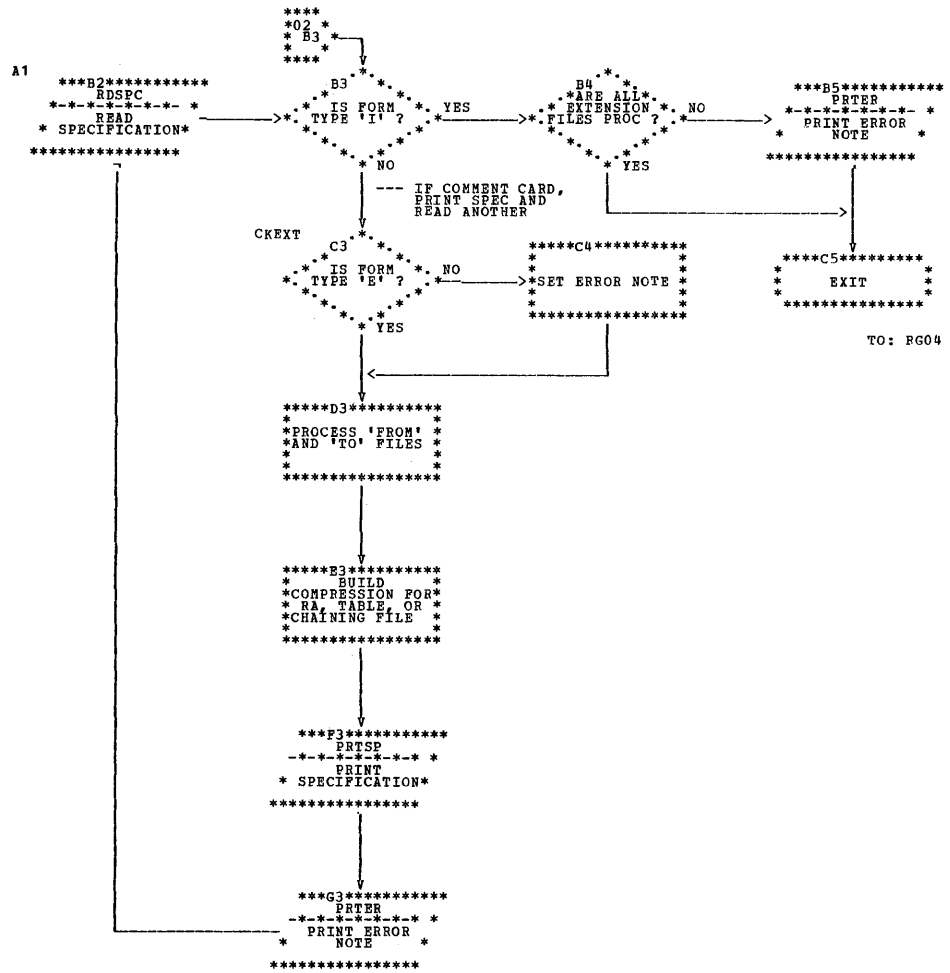 02
B3
A1
B2
RDSPC
READ
SPECIFICATION
B3
IS FORM
TYPE 'I' ?
YES
NO
B4
ARE ALL
EXTENSION
FILES PROC ?
NO
YES
B5
PRTER
PRINT ERROR
NOTE
--- IF COMMENT CARD,
PRINT SPEC AND
READ ANOTHER
CKEXT
C3
IS FORM
TYPE 'E' ?
NO
YES
C4
SET ERROR NOTE
C5
EXIT
TO: RG04
D3
PROCESS 'FROM'
AND 'TO' FILES
E3
BUILD
COMPRESSION FOR
RA, TABLE, OR
CHAINING FILE
F3
PRTSP
PRINT
SPECIFICATION
G3
PRTER
PRINT ERROR
NOTE